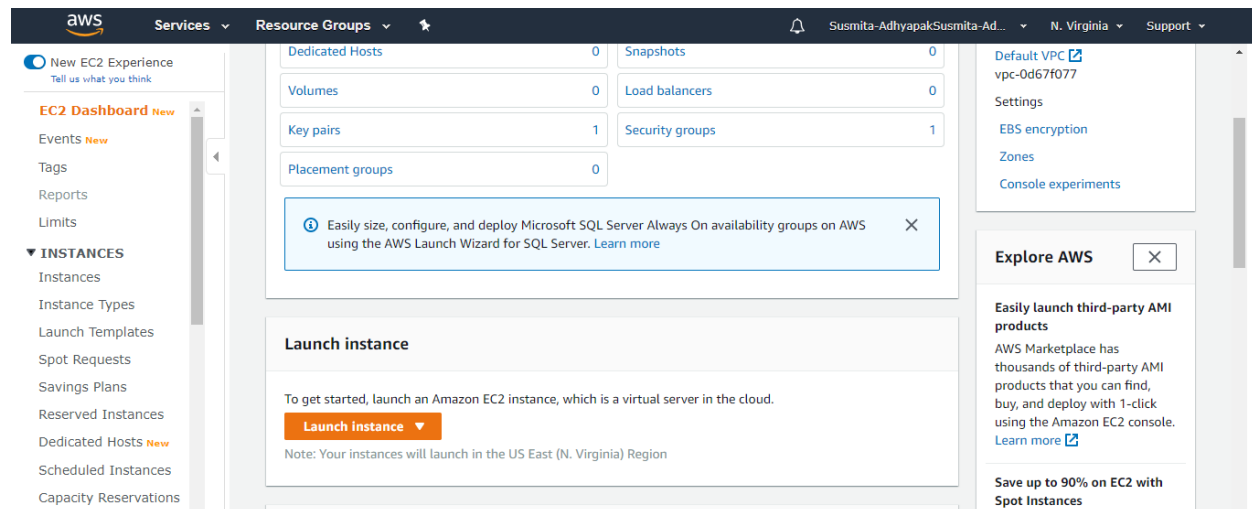 aws
Services
Resource Groups
Susmita-AdhyapakSusmita-Ad...
N. Virginia
Support
New EC2 Experience
Tell us what you think
EC2 Dashboard New
Events New
Tags
Reports
Limits
INSTANCES
Instances
Instance Types
Launch Templates
Spot Requests
Savings Plans
Reserved Instances
Dedicated Hosts New
Scheduled Instances
Capacity Reservations
Dedicated Hosts 0
Snapshots 0
Volumes 0
Load balancers 0
Key pairs 1
Security groups 1
Placement groups 0
Easily size, configure, and deploy Microsoft SQL Server Always On availability groups on AWS
using the AWS Launch Wizard for SQL Server. Learn more
Launch instance
To get started, launch an Amazon EC2 instance, which is a virtual server in the cloud.
Launch instance
Note: Your instances will launch in the US East (N. Virginia) Region
Default VPC
vpc-0d67f077
Settings
EBS encryption
Zones
Console experiments
Explore AWS
Easily launch third-party AMI
products
AWS Marketplace has
thousands of third-party AMI
products that you can find,
buy, and deploy with 1-click
using the Amazon EC2 console.
Learn more
Save up to 90% on EC2 with
Spot Instances